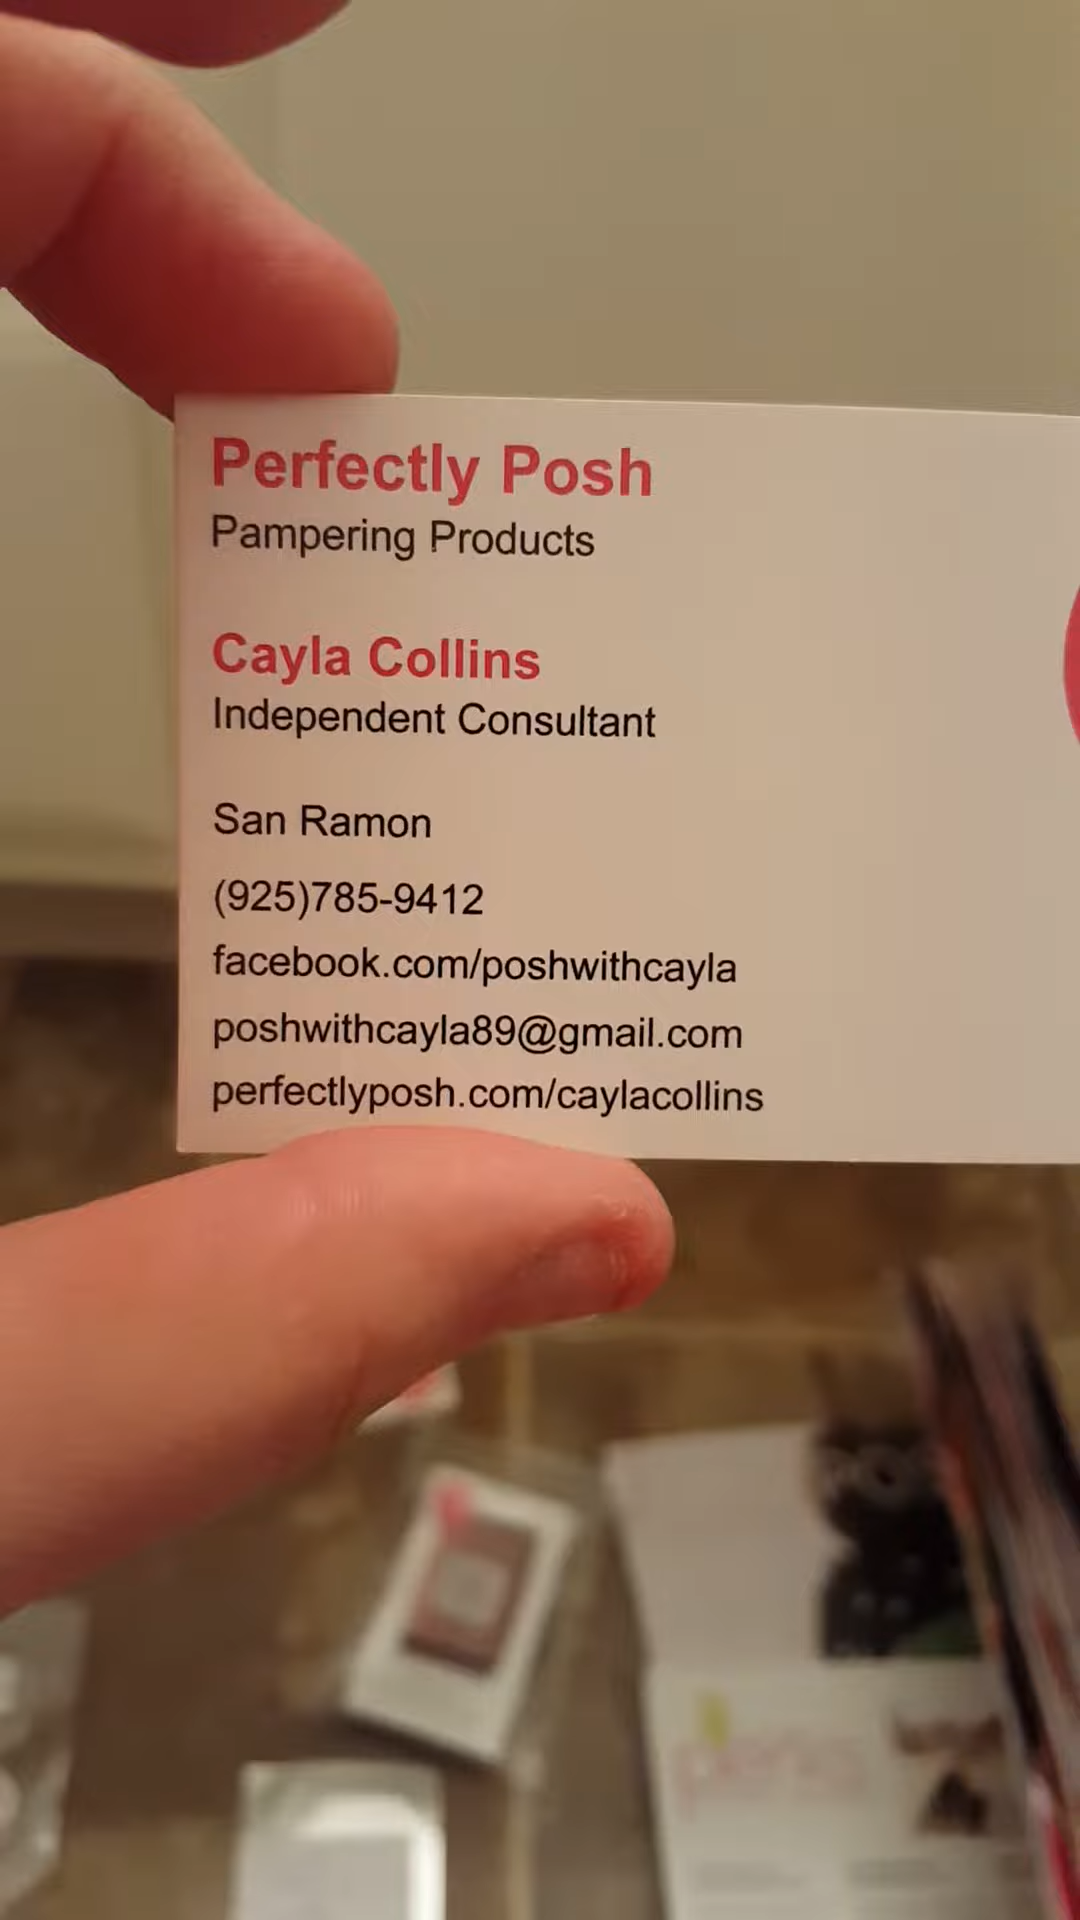 Perfectly Posh
Pampering Products
Cayla Collins
Independent Consultant
San Ramon
(925)785-9412
facebook.com/poshwithcayla
poshwithcayla89@gmail.com
perfectlyposh.com/caylacollins